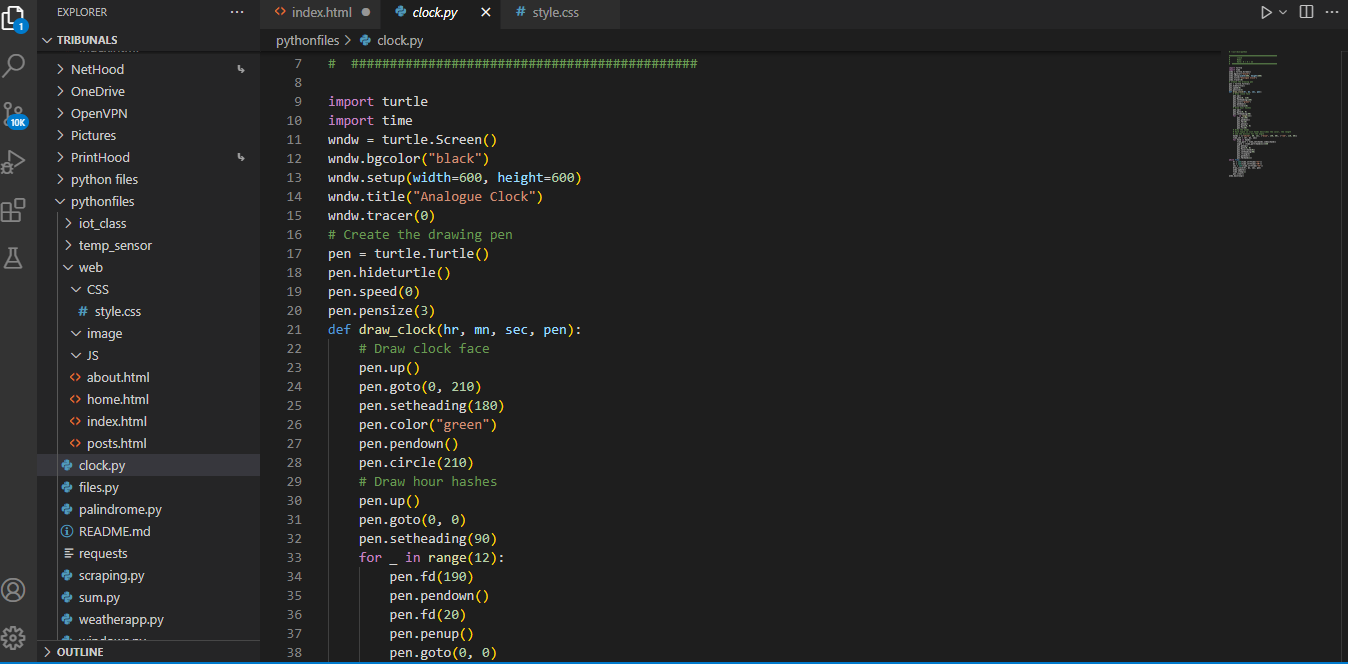 EXPLORER
TRIBUNALS
NetHood
OneDrive
OpenVPN
Pictures
PrintHood
python files
pythonfiles
iot_class
temp_sensor
web
CSS
# style.css
image
JS
<> about.html
<> home.html
<> index.html
<> posts.html
clock.py
files.py
palindrome.py
README.md
requests
scraping.py
sum.py
weatherapp.py
OUTLINE
1
10K
<> index.html
clock.py
# style.css
pythonfiles > clock.py
7 # #############################################
8
9 import turtle
10 import time
11 wndw = turtle.Screen()
12 wndw.bgcolor("black")
13 wndw.setup(width=600, height=600)
14 wndw.title("Analogue Clock")
15 wndw.tracer(0)
16 # Create the drawing pen
17 pen = turtle.Turtle()
18 pen.hideturtle()
19 pen.speed(0)
20 pen.pensize(3)
21 def draw_clock(hr, mn, sec, pen):
22 # Draw clock face
23 pen.up()
24 pen.goto(0, 210)
25 pen.setheading(180)
26 pen.color("green")
27 pen.pendown()
28 pen.circle(210)
29 # Draw hour hashes
30 pen.up()
31 pen.goto(0, 0)
32 pen.setheading(90)
33 for _ in range(12):
34 pen.fd(190)
35 pen.pendown()
36 pen.fd(20)
37 pen.penup()
38 pen.goto(0, 0)